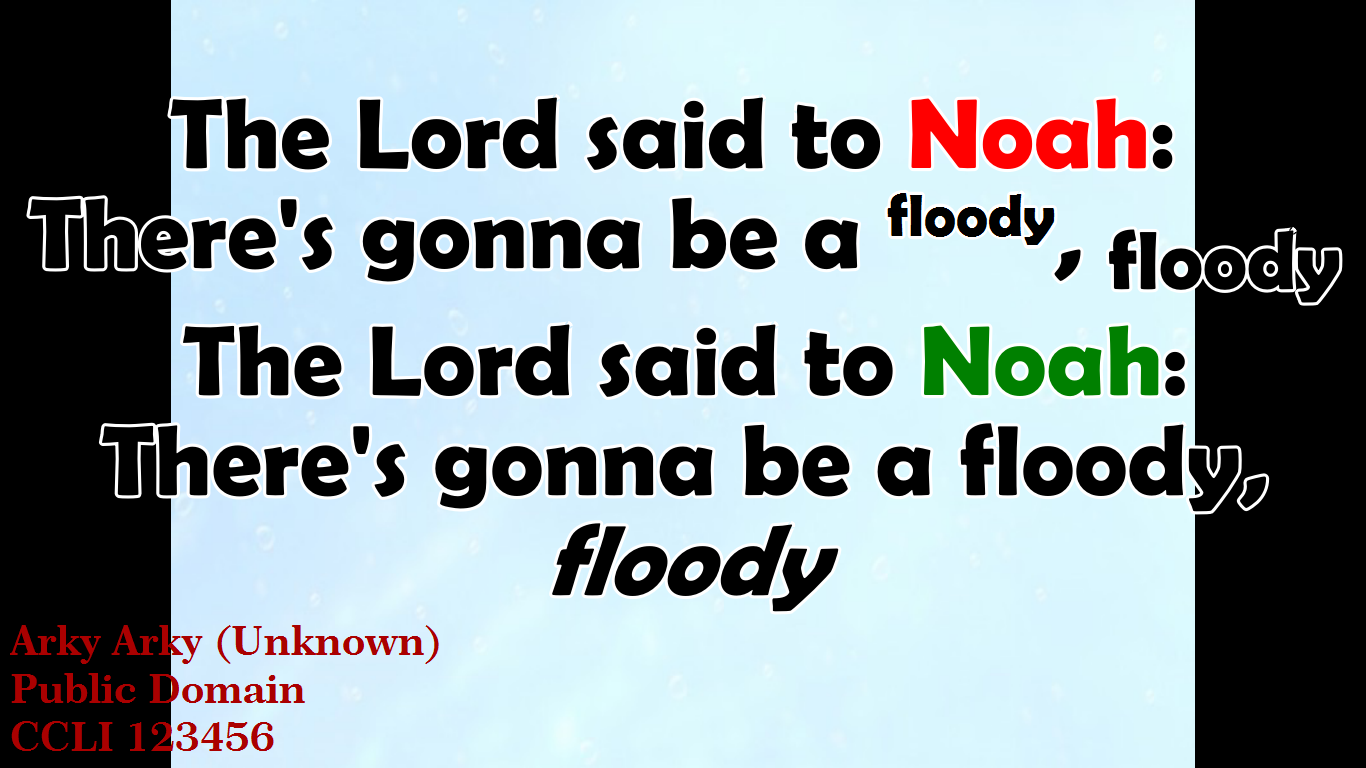 The Lord said to Noah:
There's gonna be a floody, floody
The Lord said to Noah:
There's gonna be a floody,
floody
Arky Arky (Unknown)
Public Domain
CCLI 123456